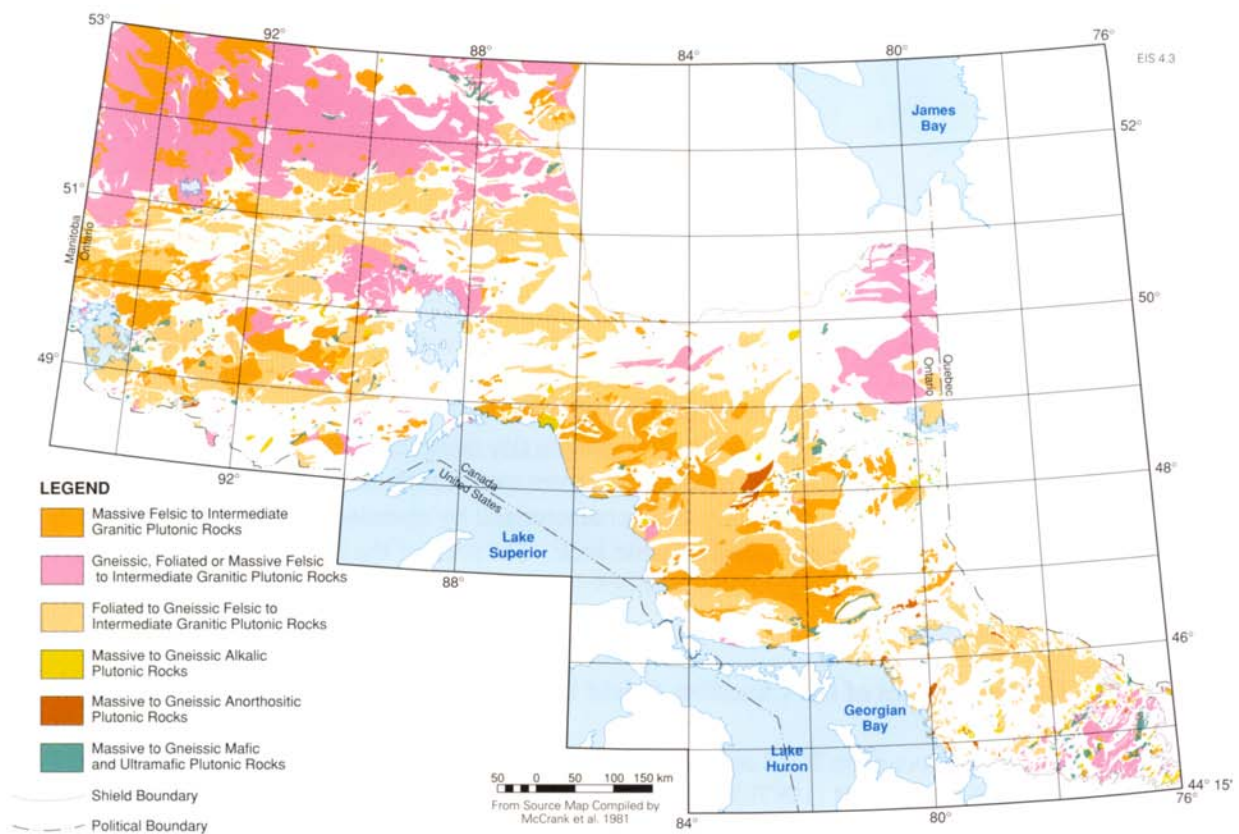 53°
92°
88°
84°
80°
76°
EIS 4.3
James
Bay
52°
51°
Manitoba
Ontario
50°
49°
Quebec
Ontario
48°
92°
Canada
United States
Lake
Superior
88°
46°
Georgian
Bay
Lake
Huron
44° 15'
76°
80°
84°
LEGEND
Massive Felsic to Intermediate
Granitic Plutonic Rocks
Gneissic, Foliated or Massive Felsic
to Intermediate Granitic Plutonic Rocks
Foliated to Gneissic Felsic to
Intermediate Granitic Plutonic Rocks
Massive to Gneissic Alkalic
Plutonic Rocks
Massive to Gneissic Anorthositic
Plutonic Rocks
Massive to Gneissic Mafic
and Ultramafic Plutonic Rocks
Shield Boundary
Political Boundary
50 0 50 100 150 km
From Source Map Compiled by
McCrank et al. 1981